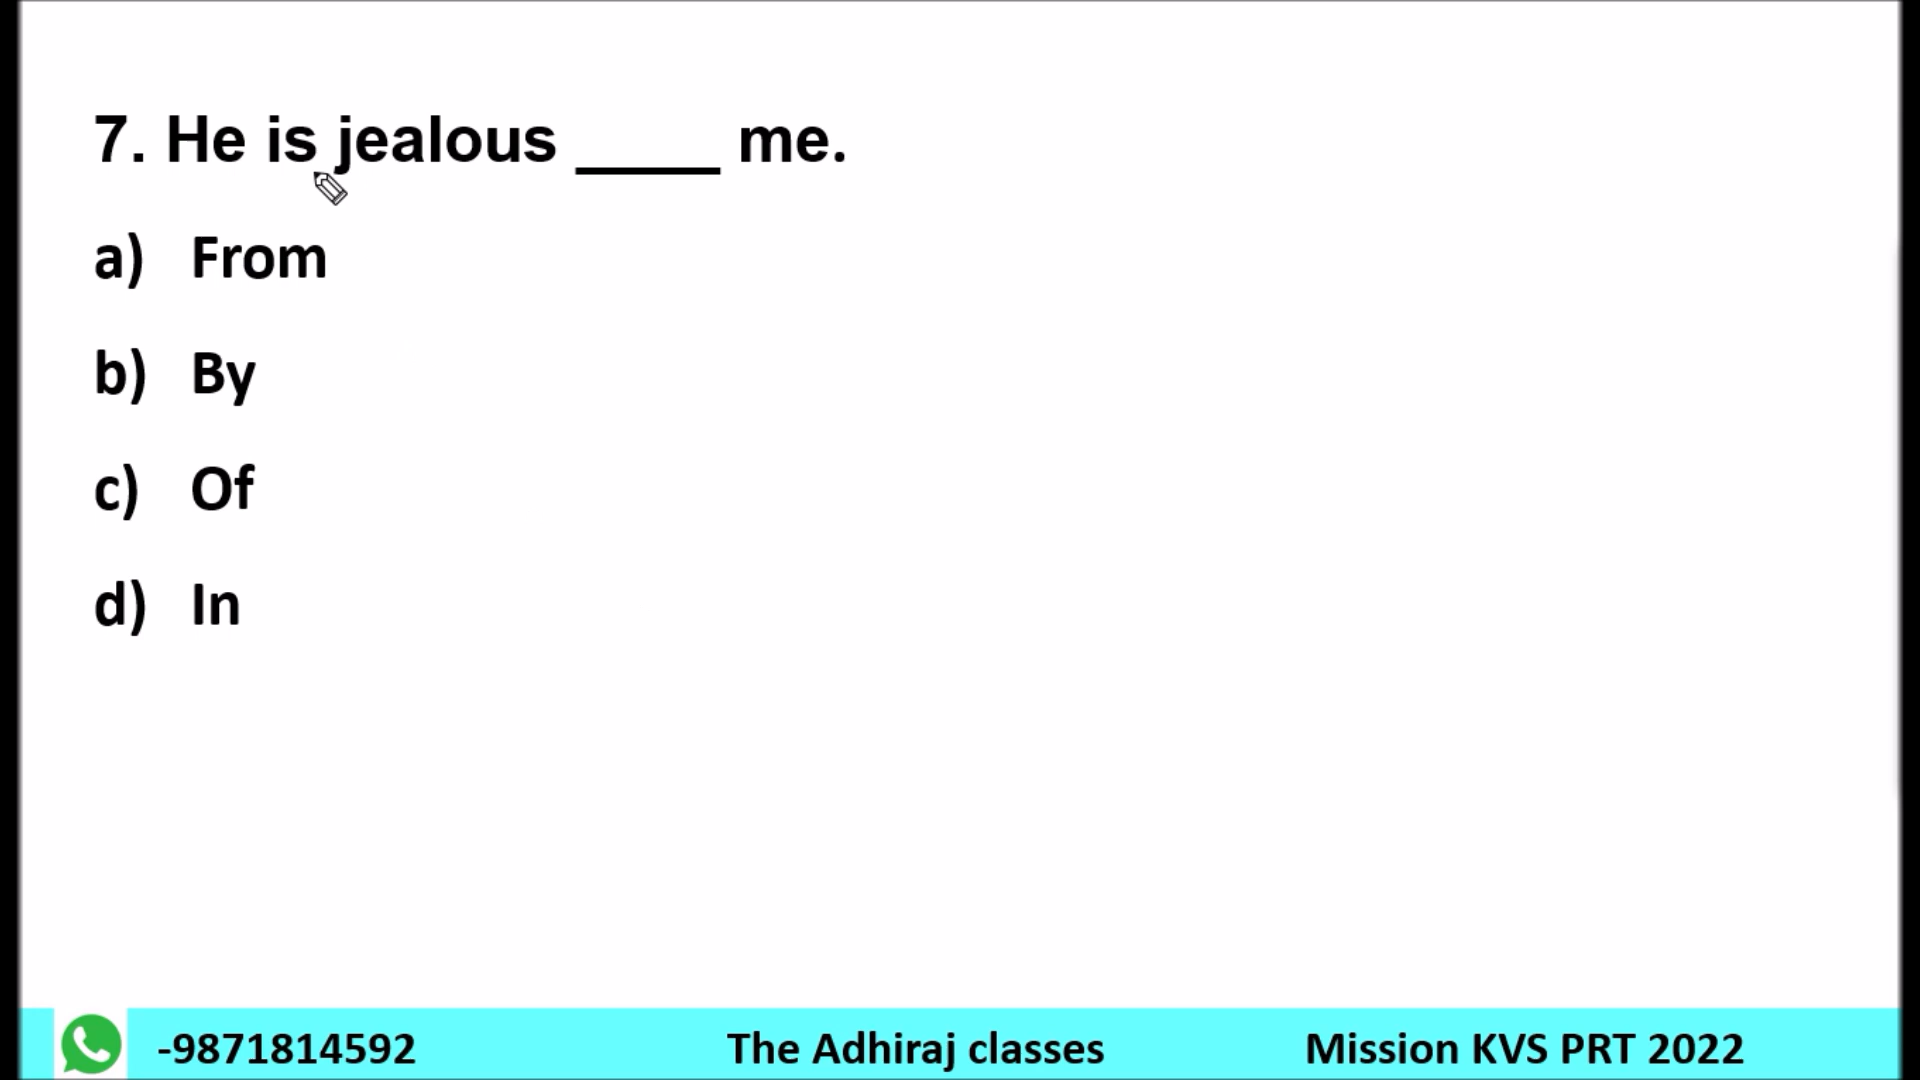 7. He is jealous ____ me.
a) From
b) By
c) Of
d) In
-9871814592 The Adhiraj classes Mission KVS PRT 2022